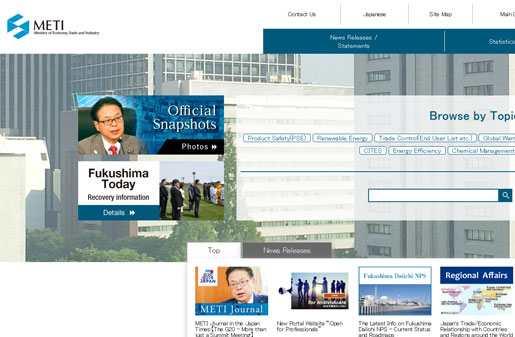 METI
Ministry of Economy, Trade and Industry
Contact Us
Japanese
Site Map
Main
News Releases /
Statements
Statistics
Official
Snapshots
Photos
Browse by Topic
Product Safety(PSE)
Renewable Energy
Trade Control(End User List etc.)
Global War
CITES
Energy Efficiency
Chemical Management
Fukushima
Today
Recovery information
Details
Top
News Releases
G20
JAPAN
METI Journal
for individuals
Fukushima Daiichi NPS
Regional Affairs
METI Journal in the Japan
Times【The G20 - More than
just a Summit Meeting】
New Portal Website "Open
for Professionals"
The Latest Info on Fukushima
Daiichi NPS - Current Status
and Roadmap.
Japan's Trade/Economic
Relationship with Countries
and Regions around the World